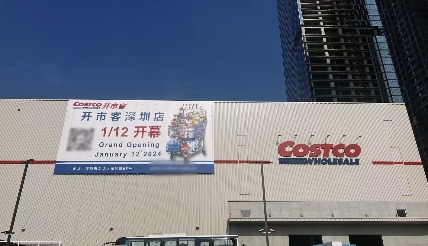 COSTCO 开市客
开市客深圳店
1/12 开幕
Grand Opening
January 12 2024
COSTCO
WHOLESALE